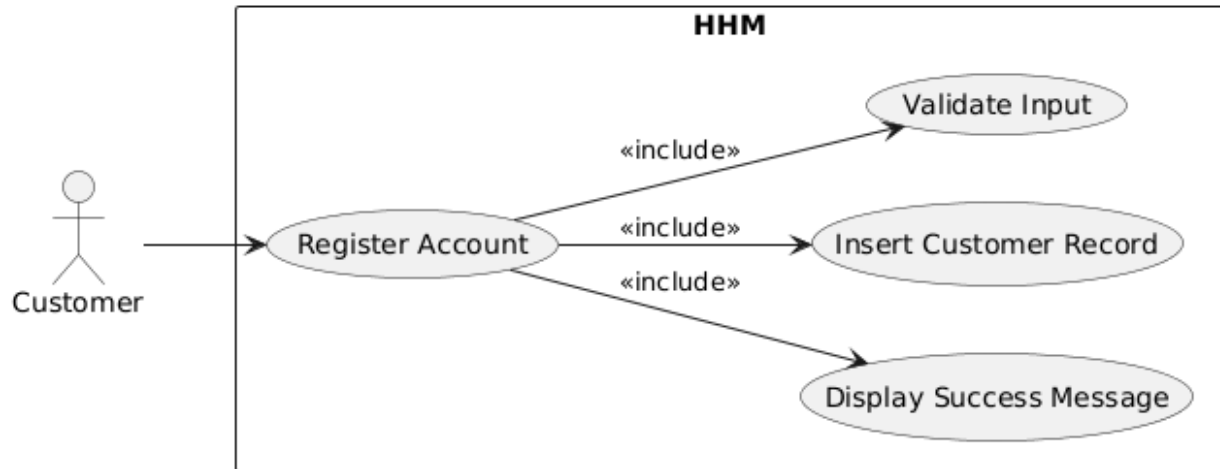 HHM
Validate Input
«include»
Register Account
«include»
Insert Customer Record
«include»
Customer
Display Success Message